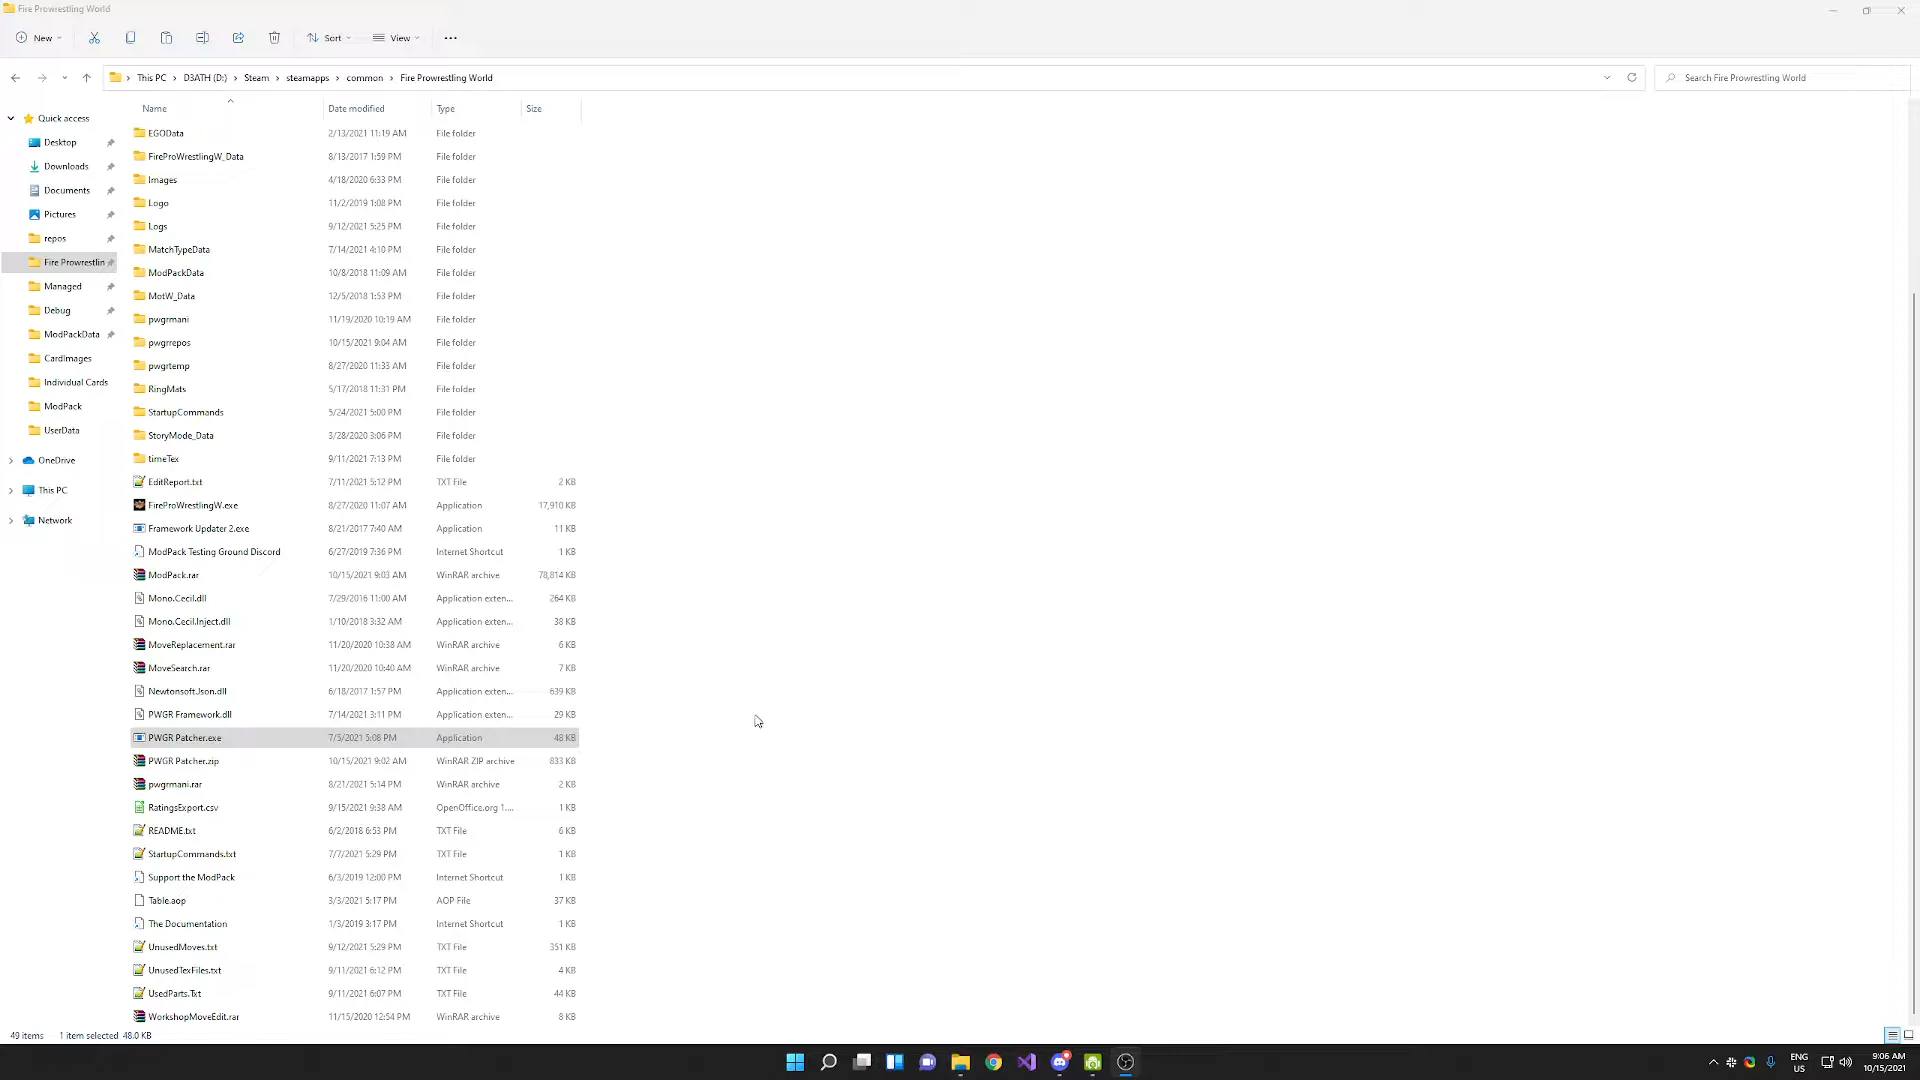 Fire Prowrestling World
New
Sort
View
This PC
D3ATH (D:)
Steam
steamapps
common
Fire Prowrestling World
Search Fire Prowrestling World
Quick access
Desktop
Downloads
Documents
Pictures
repos
Fire Prowrestlin
Managed
Debug
ModPackData
CardImages
Individual Cards
ModPack
UserData
OneDrive
This PC
Network
Name Date modified Type Size
EGOData 2/13/2021 11:19 AM File folder
FireProWrestlingW_Data 8/13/2017 1:59 PM File folder
Images 4/18/2020 6:33 PM File folder
Logo 11/2/2019 1:08 PM File folder
Logs 9/12/2021 5:25 PM File folder
MatchTypeData 7/14/2021 4:10 PM File folder
ModPackData 10/8/2018 11:09 AM File folder
MotW_Data 12/5/2018 1:53 PM File folder
pwgrmani 11/19/2020 10:19 AM File folder
pwgrrepos 10/15/2021 9:04 AM File folder
pwgrtemp 8/27/2020 11:33 AM File folder
RingMats 5/17/2018 11:31 PM File folder
StartupCommands 5/24/2021 5:00 PM File folder
StoryMode_Data 3/28/2020 3:06 PM File folder
timeTex 9/11/2021 7:13 PM File folder
EditReport.txt 7/11/2021 5:12 PM TXT File 2 KB
FireProWrestlingW.exe 8/27/2020 11:07 AM Application 17,910 KB
Framework Updater 2.exe 8/21/2017 7:40 AM Application 11 KB
ModPack Testing Ground Discord 6/27/2019 7:36 PM Internet Shortcut 1 KB
ModPack.rar 10/15/2021 9:03 AM WinRAR archive 78,814 KB
Mono.Cecil.dll 7/29/2016 11:00 AM Application exten... 264 KB
Mono.Cecil.Inject.dll 1/10/2018 3:32 AM Application exten... 38 KB
MoveReplacement.rar 11/20/2020 10:38 AM WinRAR archive 6 KB
MoveSearch.rar 11/20/2020 10:40 AM WinRAR archive 7 KB
Newtonsoft.Json.dll 6/18/2017 1:57 PM Application exten... 639 KB
PWGR Framework.dll 7/14/2021 3:11 PM Application exten... 29 KB
PWGR Patcher.exe 7/5/2021 5:08 PM Application 48 KB
PWGR Patcher.zip 10/15/2021 9:02 AM WinRAR ZIP archive 833 KB
pwgrmani.rar 8/21/2021 5:14 PM WinRAR archive 2 KB
RatingsExport.csv 9/15/2021 9:38 AM OpenOffice.org 1.... 1 KB
README.txt 6/2/2018 6:53 PM TXT File 6 KB
StartupCommands.txt 7/7/2021 5:29 PM TXT File 1 KB
Support the ModPack 6/3/2019 12:00 PM Internet Shortcut 1 KB
Table.aop 3/3/2021 5:17 PM AOP File 37 KB
The Documentation 1/3/2019 3:17 PM Internet Shortcut 1 KB
UnusedMoves.txt 9/12/2021 5:29 PM TXT File 351 KB
UnusedTexFiles.txt 9/11/2021 6:12 PM TXT File 4 KB
UsedParts.Txt 9/11/2021 6:07 PM TXT File 44 KB
WorkshopMoveEdit.rar 11/15/2020 12:54 PM WinRAR archive 8 KB
49 items 1 item selected 48.0 KB
ENG
US
9:06 AM
10/15/2021